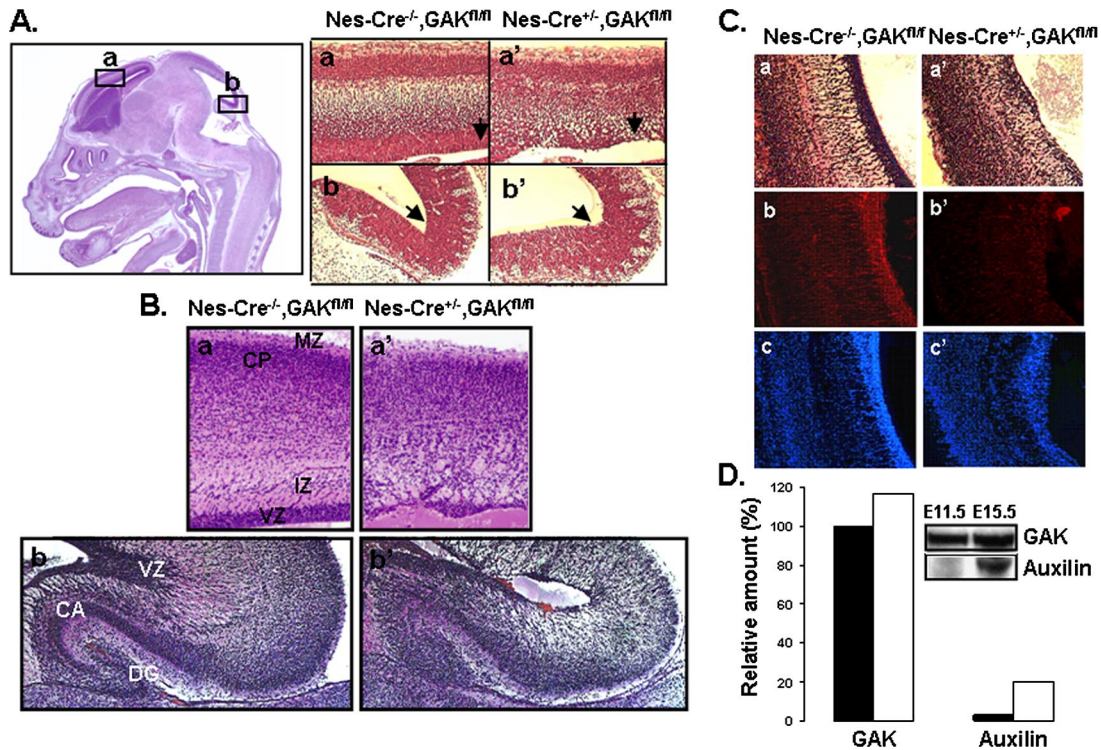 A.
a
b
Nes-Cre-/-,GAKfl/fl Nes-Cre+/-,GAKfl/fl
a a’
b b’
B.
Nes-Cre-/-,GAKfl/fl Nes-Cre+/-,GAKfl/fl
a MZ CP IZ VZ
a’
b VZ CA DG
b’
C.
Nes-Cre-/-,GAKfl/f Nes-Cre+/-,GAKfl/fl
a a’
b b’
c c’
D.
Relative amount (%)
120
100
80
60
40
20
0
GAK Auxilin
E11.5 E15.5
GAK
Auxilin